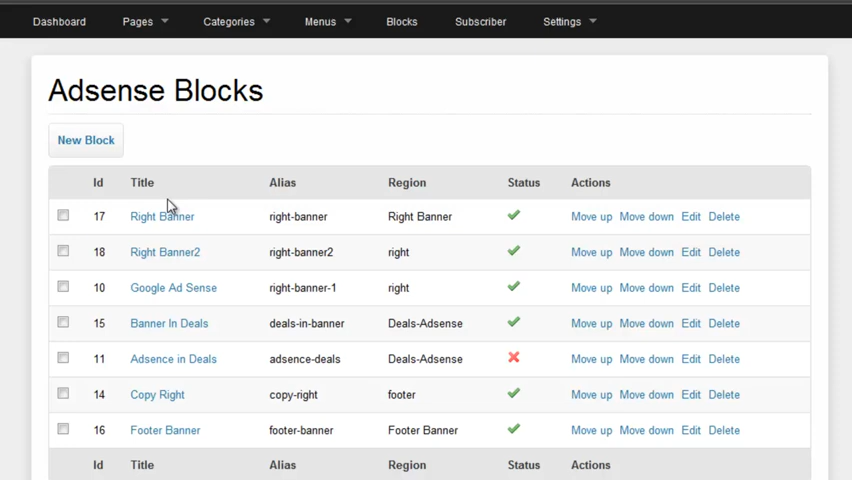 Dashboard Pages Categories Menus Blocks Subscriber Settings
Adsense Blocks
New Block
Id Title Alias Region Status Actions
17 Right Banner right-banner Right Banner Move up Move down Edit Delete
18 Right Banner2 right-banner2 right Move up Move down Edit Delete
10 Google Ad Sense right-banner-1 right Move up Move down Edit Delete
15 Banner In Deals deals-in-banner Deals-Adsense Move up Move down Edit Delete
11 Adsence in Deals adsence-deals Deals-Adsense Move up Move down Edit Delete
14 Copy Right copy-right footer Move up Move down Edit Delete
16 Footer Banner footer-banner Footer Banner Move up Move down Edit Delete
Id Title Alias Region Status Actions